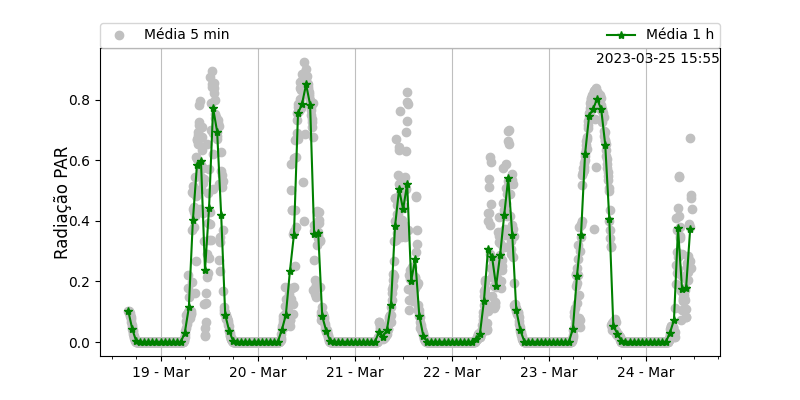 Média 5 min
Média 1 h
2023-03-25 15:55
Radiação PAR
0.8
0.6
0.4
0.2
0.0
19 - Mar
20 - Mar
21 - Mar
22 - Mar
23 - Mar
24 - Mar